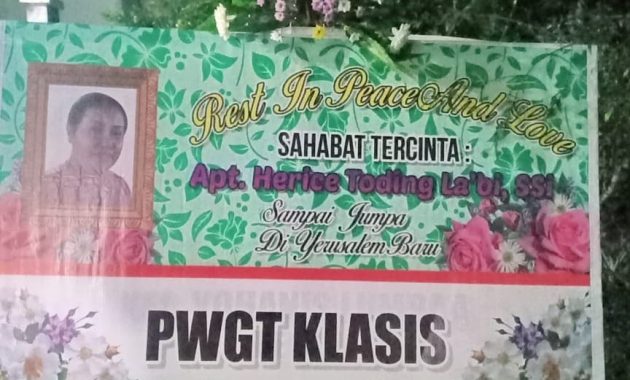 Rest In Peace And Love
SAHABAT TERCINTA :
Apt. Herice Toding La'bi, SSi
Sampai Jumpa
Di Yerusalem Baru
PWGT KLASIS